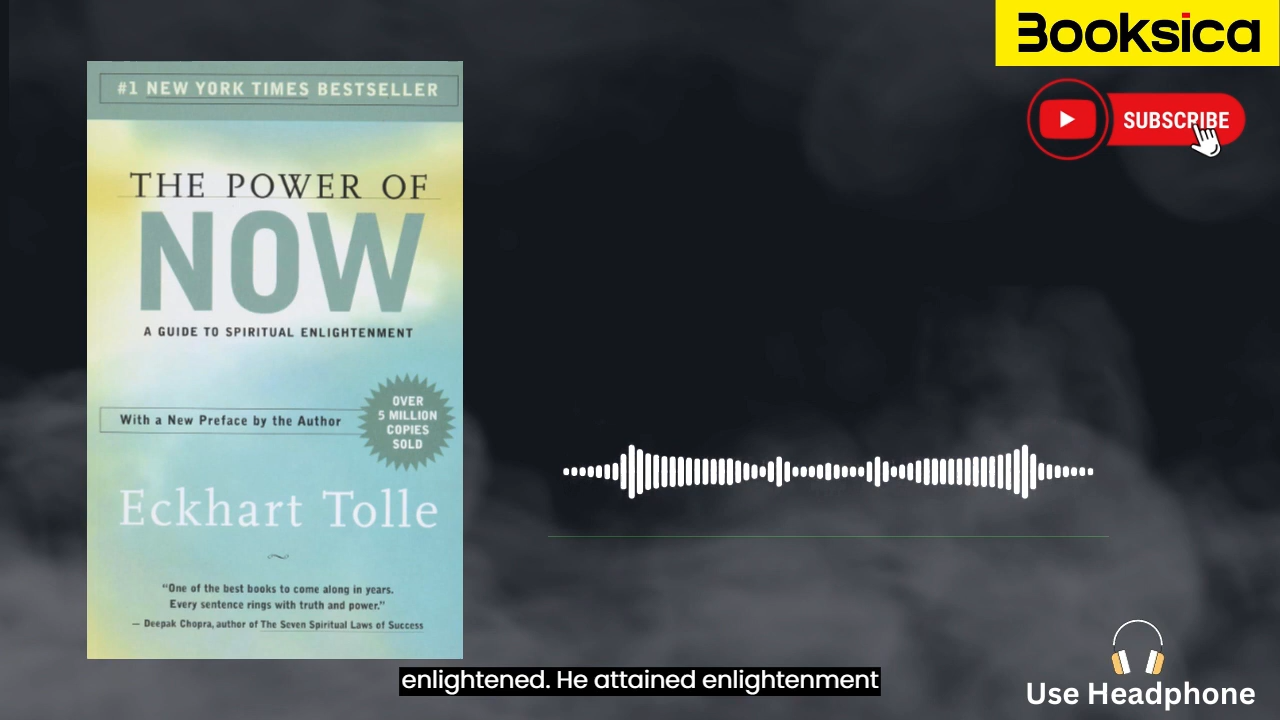 Booksica
SUBSCRIBE
#1 NEW YORK TIMES BESTSELLER
THE POWER OF
NOW
A GUIDE TO SPIRITUAL ENLIGHTENMENT
With a New Preface by the Author
OVER
5 MILLION
COPIES
SOLD
Eckhart Tolle
"One of the best books to come along in years.
Every sentence rings with truth and power."
— Deepak Chopra, author of The Seven Spiritual Laws of Success
enlightened. He attained enlightenment
Use Headphone